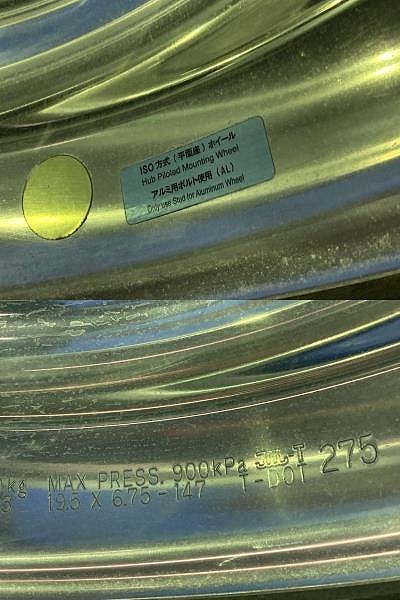 ISO方式(平面座)ホイール
Hub Piloted Mounting Wheel
アルミ用ボルト使用(AL)
Only use Stud for Aluminum Wheel
kg MAX PRESS. 900kPa JWL-T 275
19.5 X 6.75-147 T-DOT